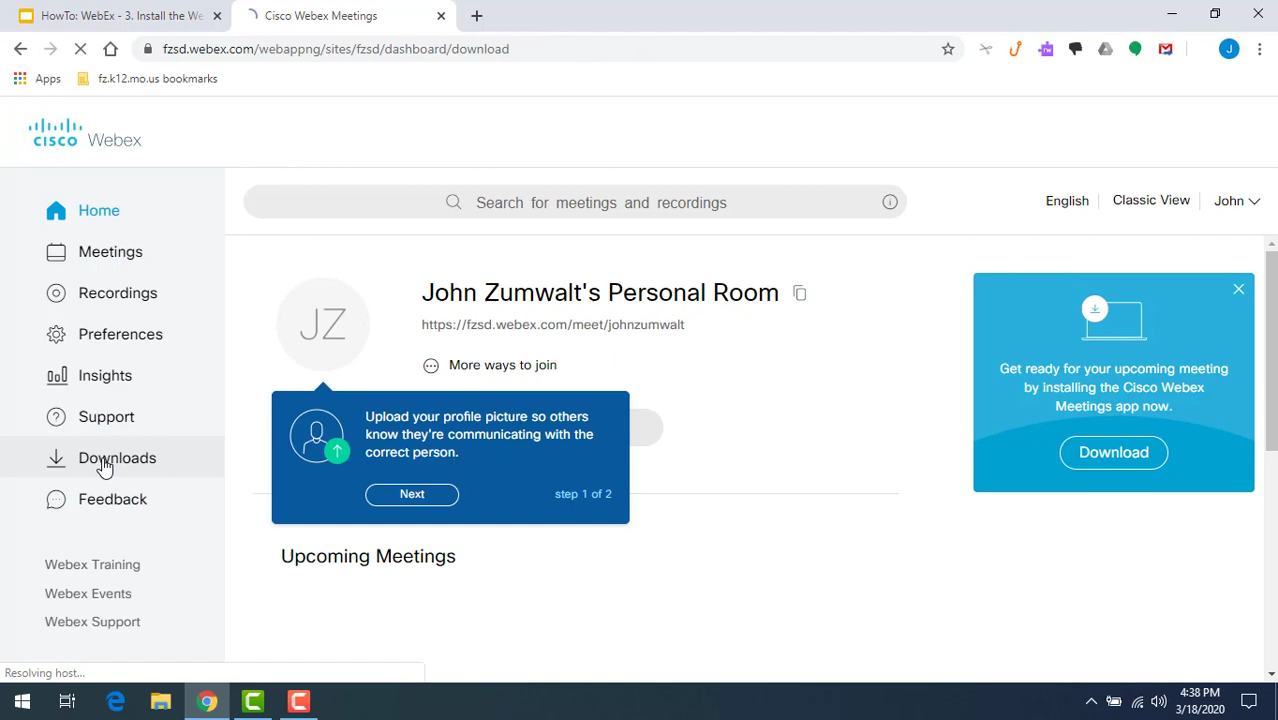 HowTo: WebEx - 3. Install the We
Cisco Webex Meetings
fzsd.webex.com/webappng/sites/fzsd/dashboard/download
J
Apps
fz.k12.mo.us bookmarks
CISCO Webex
Home
Meetings
Recordings
Preferences
Insights
Support
Downloads
Feedback
Webex Training
Webex Events
Webex Support
Search for meetings and recordings
English
Classic View
John
JZ
John Zumwalt's Personal Room
https://fzsd.webex.com/meet/johnzumwalt
More ways to join
Upload your profile picture so others
know they're communicating with the
correct person.
Next
step 1 of 2
Upcoming Meetings
Get ready for your upcoming meeting
by installing the Cisco Webex
Meetings app now.
Download
Resolving host...
4:38 PM
3/18/2020